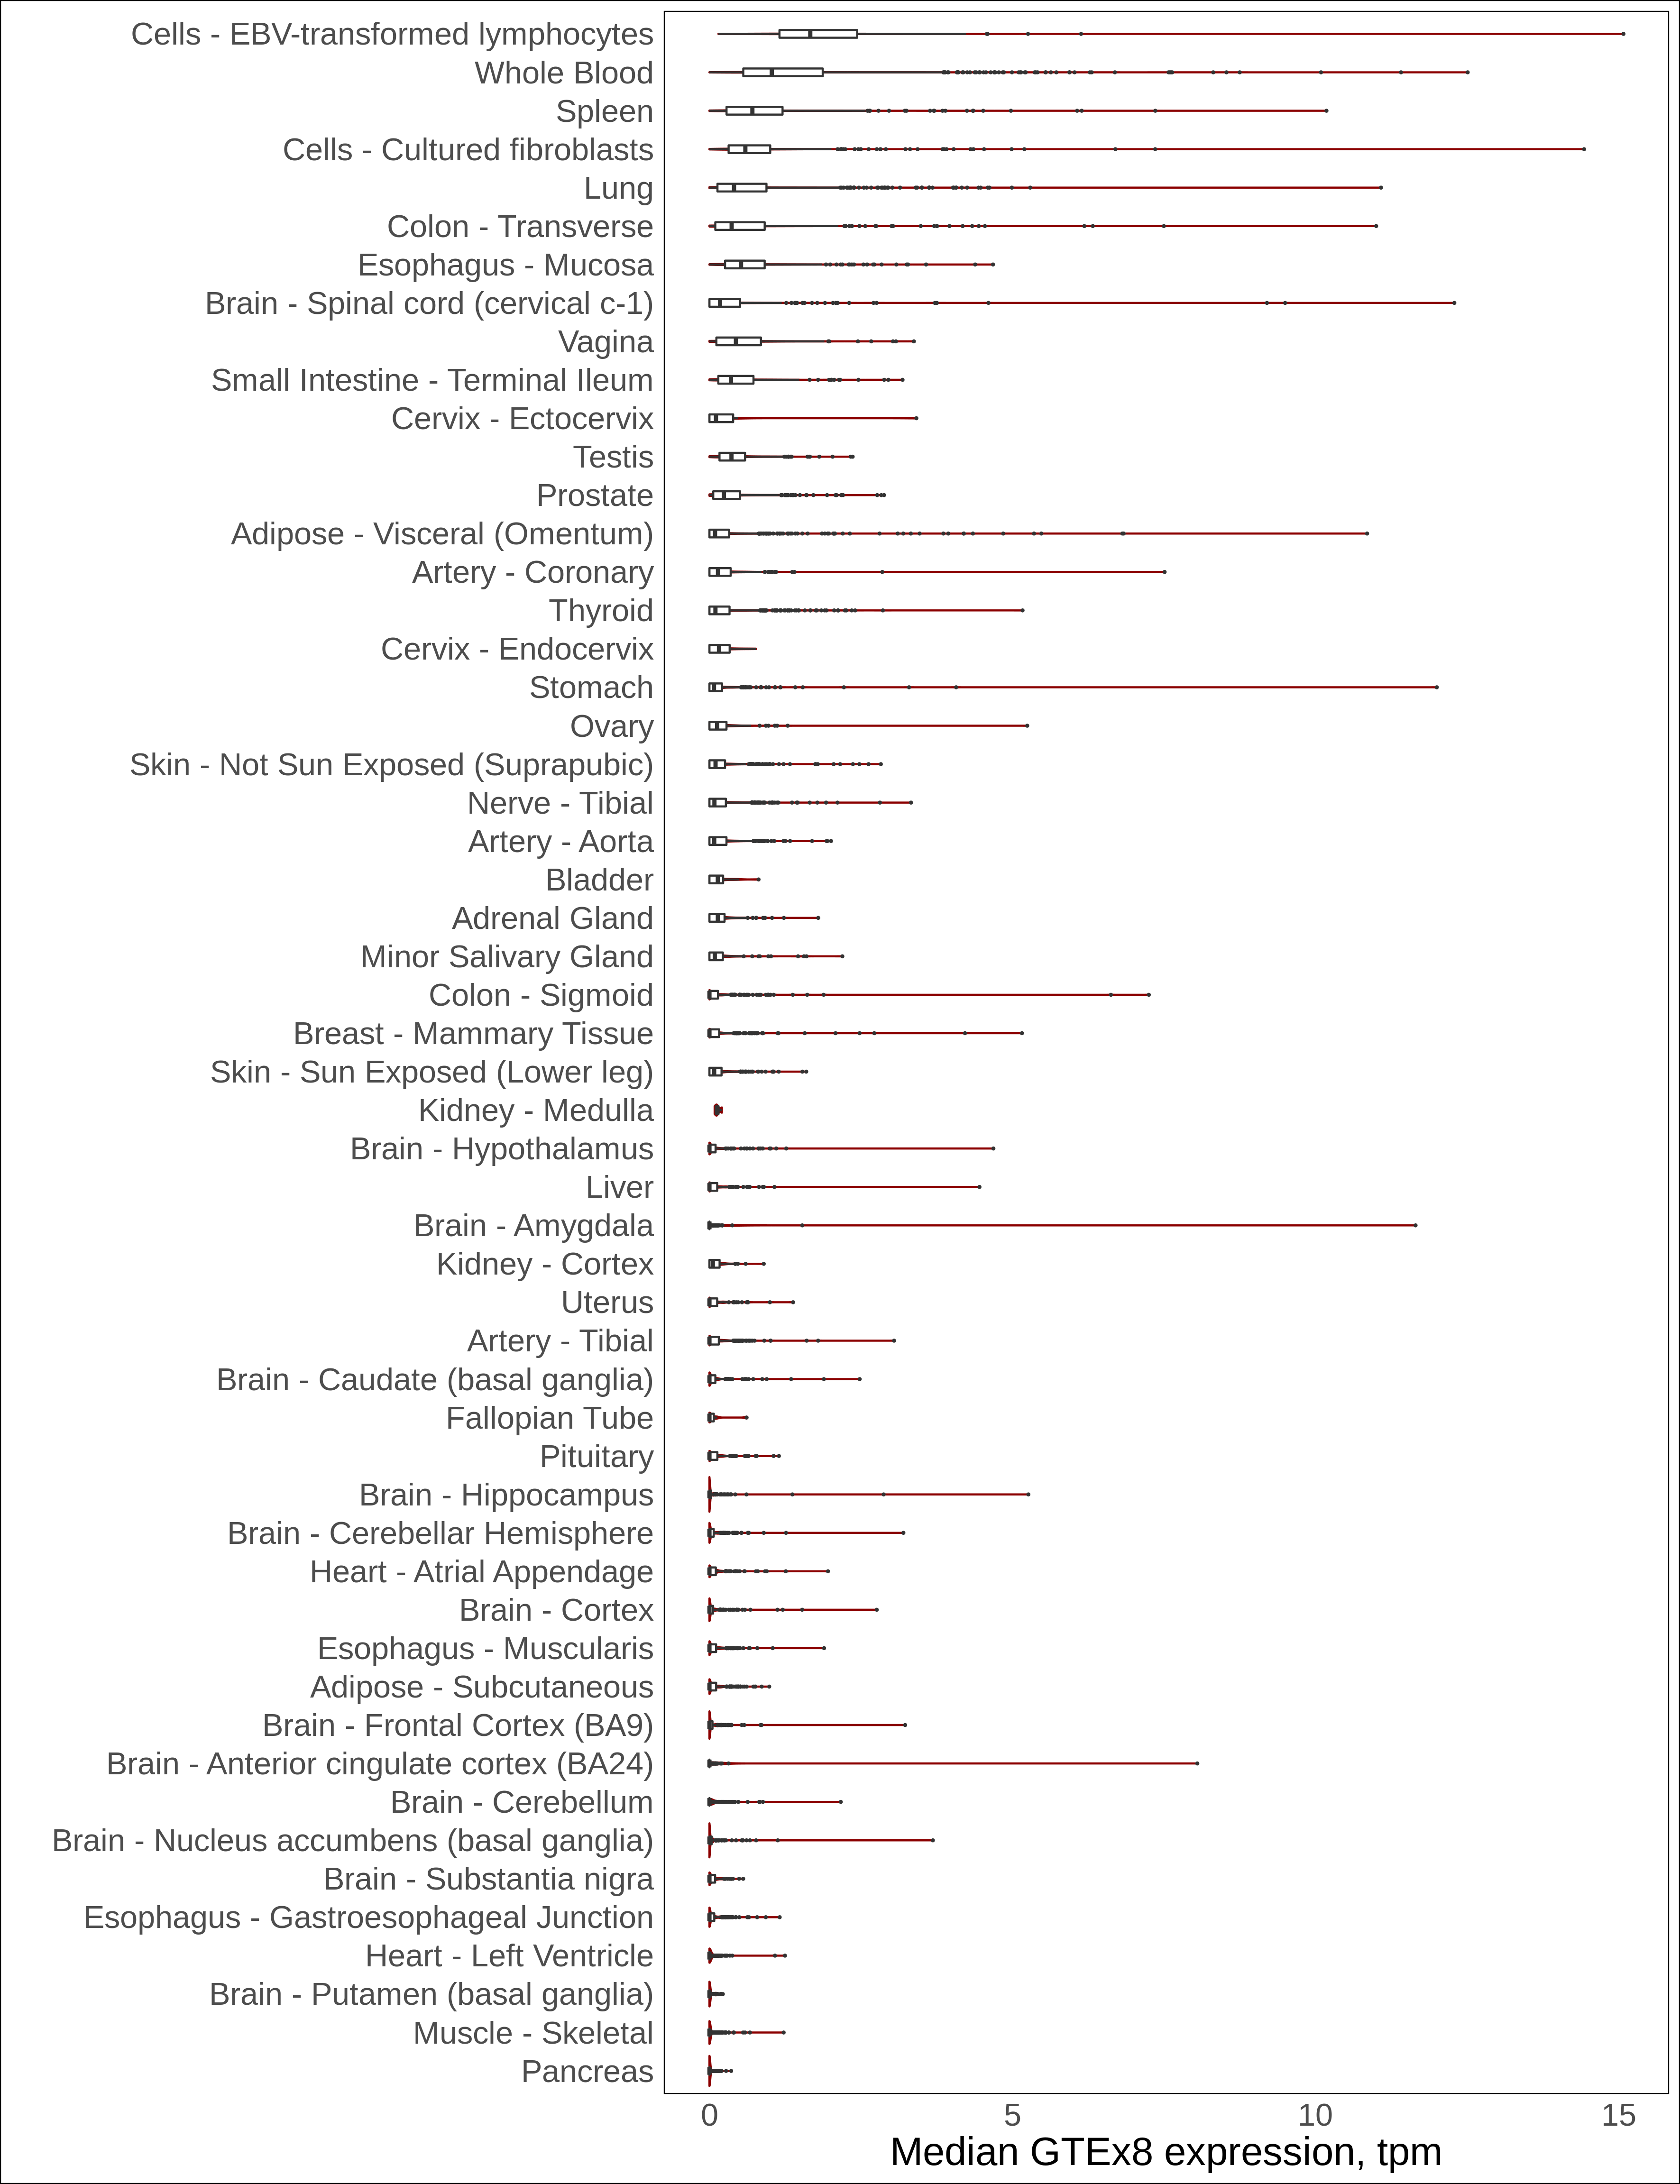 Cells - EBV-transformed lymphocytes
Whole Blood
Spleen
Cells - Cultured fibroblasts
Lung
Colon - Transverse
Esophagus - Mucosa
Brain - Spinal cord (cervical c-1)
Vagina
Small Intestine - Terminal Ileum
Cervix - Ectocervix
Testis
Prostate
Adipose - Visceral (Omentum)
Artery - Coronary
Thyroid
Cervix - Endocervix
Stomach
Ovary
Skin - Not Sun Exposed (Suprapubic)
Nerve - Tibial
Artery - Aorta
Bladder
Adrenal Gland
Minor Salivary Gland
Colon - Sigmoid
Breast - Mammary Tissue
Skin - Sun Exposed (Lower leg)
Kidney - Medulla
Brain - Hypothalamus
Liver
Brain - Amygdala
Kidney - Cortex
Uterus
Artery - Tibial
Brain - Caudate (basal ganglia)
Fallopian Tube
Pituitary
Brain - Hippocampus
Brain - Cerebellar Hemisphere
Heart - Atrial Appendage
Brain - Cortex
Esophagus - Muscularis
Adipose - Subcutaneous
Brain - Frontal Cortex (BA9)
Brain - Anterior cingulate cortex (BA24)
Brain - Cerebellum
Brain - Nucleus accumbens (basal ganglia)
Brain - Substantia nigra
Esophagus - Gastroesophageal Junction
Heart - Left Ventricle
Brain - Putamen (basal ganglia)
Muscle - Skeletal
Pancreas
0 5 10 15
Median GTEx8 expression, tpm